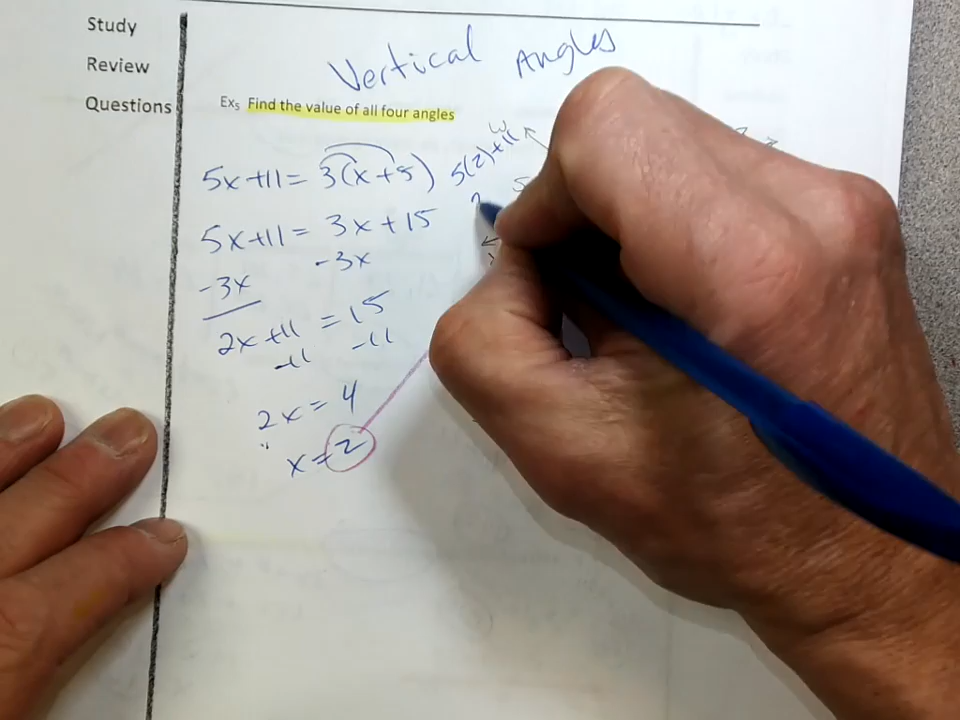 Study
Review
Questions
Vertical Angles
Ex5 Find the value of all four angles
5x+11 = 3(x+5)
5(2)+11
5x+11 = 3x+15
-3x -3x
2x+11 = 15
-11 -11
2x = 4
x = 2